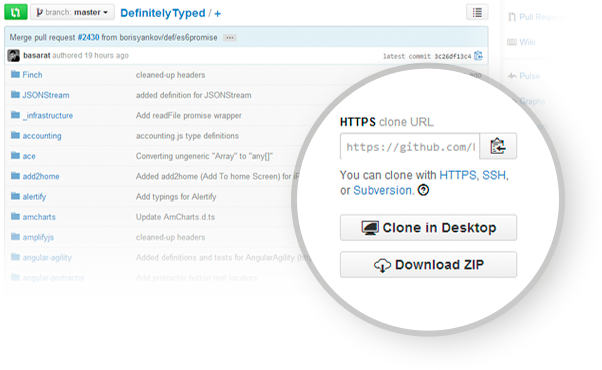 branch: master DefinitelyTyped / +
Merge pull request #2430 from borisyankov/def/es6promise ...
basarat authored 19 hours ago latest commit 3c26df13c4
Finch cleaned-up headers ago
JSONStream added definition for JSONStream
_infrastructure Add readFile promise wrapper
accounting accounting.js type definitions
ace Converting ungeneric "Array" to "any[]"
add2home Added add2home (Add To home Screen) for
alertify Add typings for Alertify
amcharts Update AmCharts d.ts
amplifyjs cleaned-up headers
angular-agility Added definitions and tests for AngularAgility
angular-protractor Add protractor button text locators
Pull Reque
Wiki
Pulse
Graphs
HTTPS clone URL
https://github.com/
You can clone with HTTPS, SSH,
or Subversion.
Clone in Desktop
Download ZIP